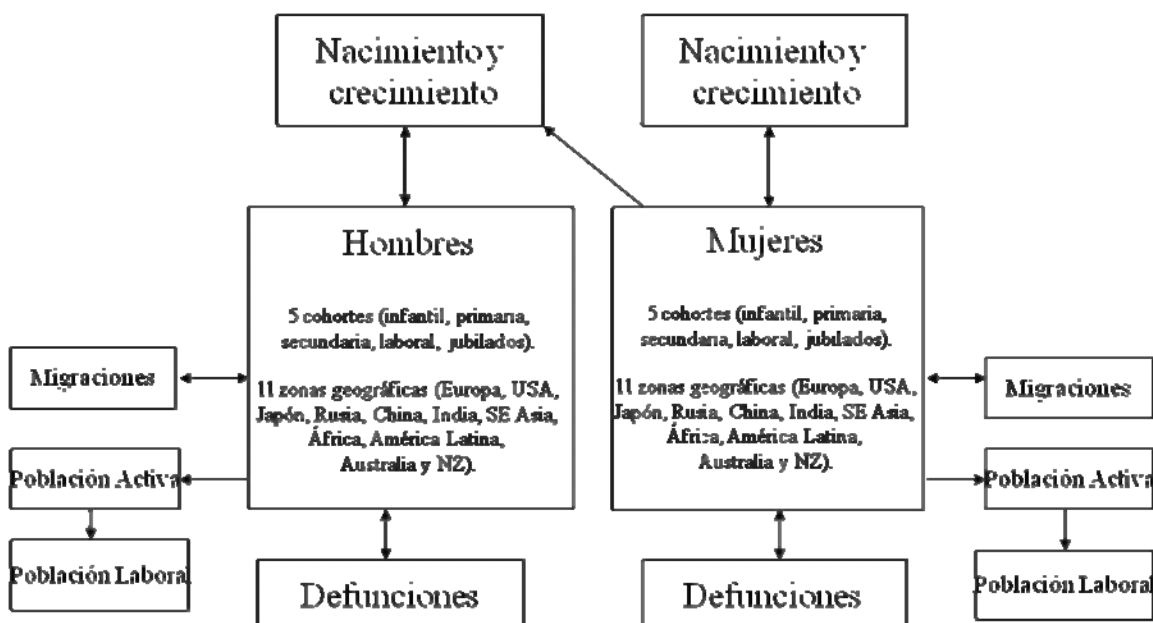 Nacimiento y
crecimiento
Nacimiento y
crecimiento
Hombres
5 cohortes (infantil, primaria,
secundaria, laboral, jubilados).
11 zonas geográficas (Europa, USA,
Japón, Rusia, China, India, SE Asia,
África, América Latina,
Australia y NZ).
Mujeres
5 cohortes (infantil, primaria,
secundaria, laboral, jubilados).
11 zonas geográficas (Europa, USA,
Japón, Rusia, China, India, SE Asia,
África, América Latina,
Australia y NZ).
Migraciones
Migraciones
Población Activa
Población Activa
Población Laboral
Población Laboral
Defunciones
Defunciones